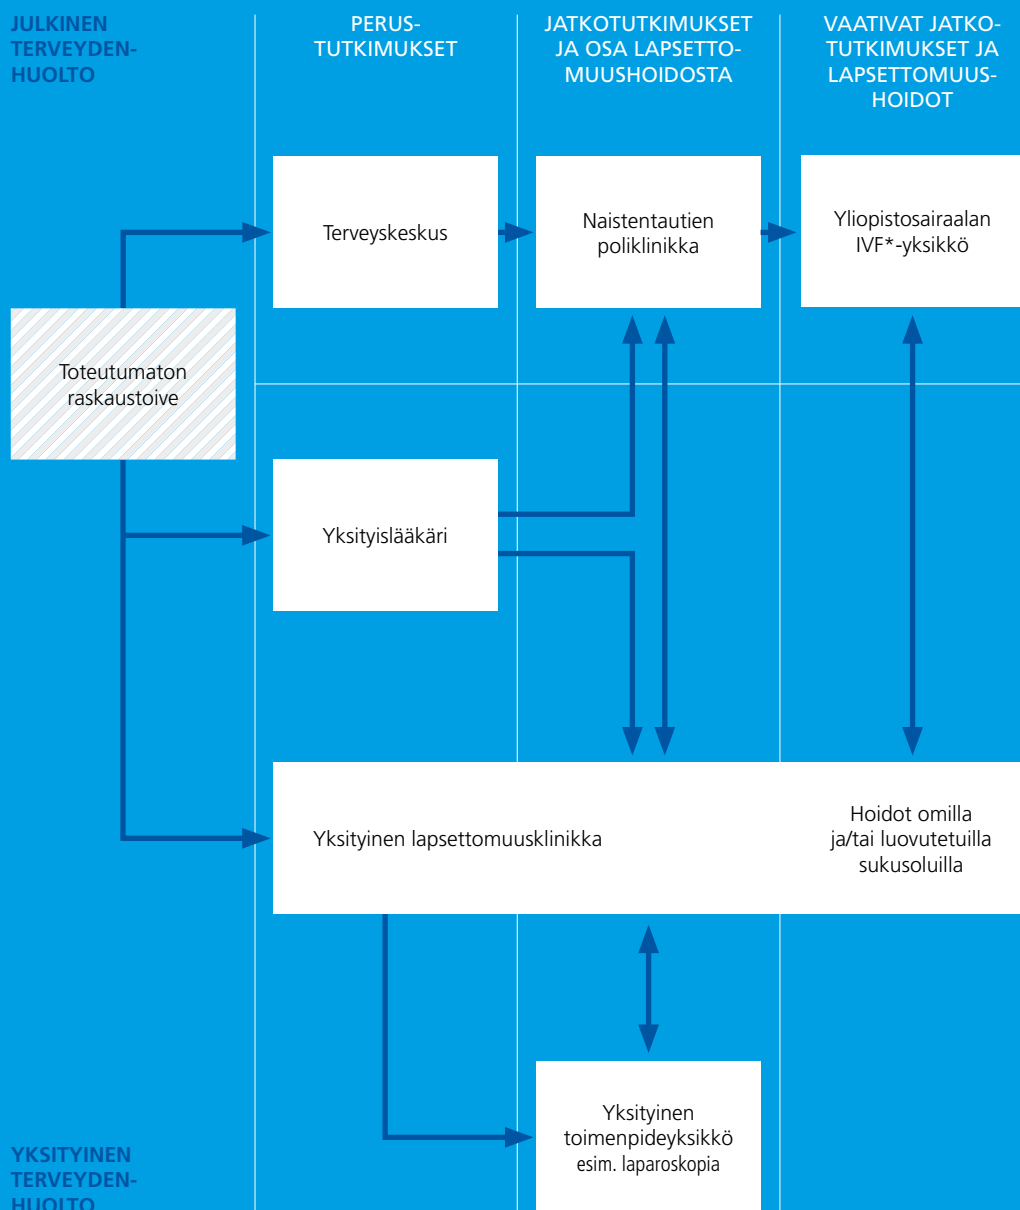 JULKINEN
TERVEYDEN-
HUOLTO
PERUS-
TUTKIMUKSET
JATKOTUTKIMUKSET
JA OSA LAPSETTO-
MUUSHOIDOSTA
VAATIVAT JATKO-
TUTKIMUKSET JA
LAPSETTOMUUS-
HOIDOT
Terveyskeskus
Naistentautien
poliklinikka
Yliopistosairaalan
IVF*-yksikkö
Toteutumaton
raskaustoive
Yksityislääkäri
Yksityinen lapsettomuusklinikka
Hoidot omilla
ja/tai luovutetuilla
sukusoluilla
Yksityinen
toimenpideyksikkö
esim. laparoskopia
YKSITYINEN
TERVEYDEN-
HUOLTO